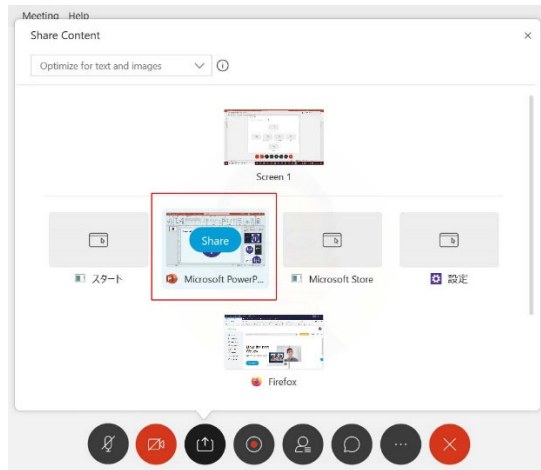 Meeting Help
Share Content
Optimize for text and images
Screen 1
Share
スタート
Microsoft PowerP...
Microsoft Store
設定
Firefox